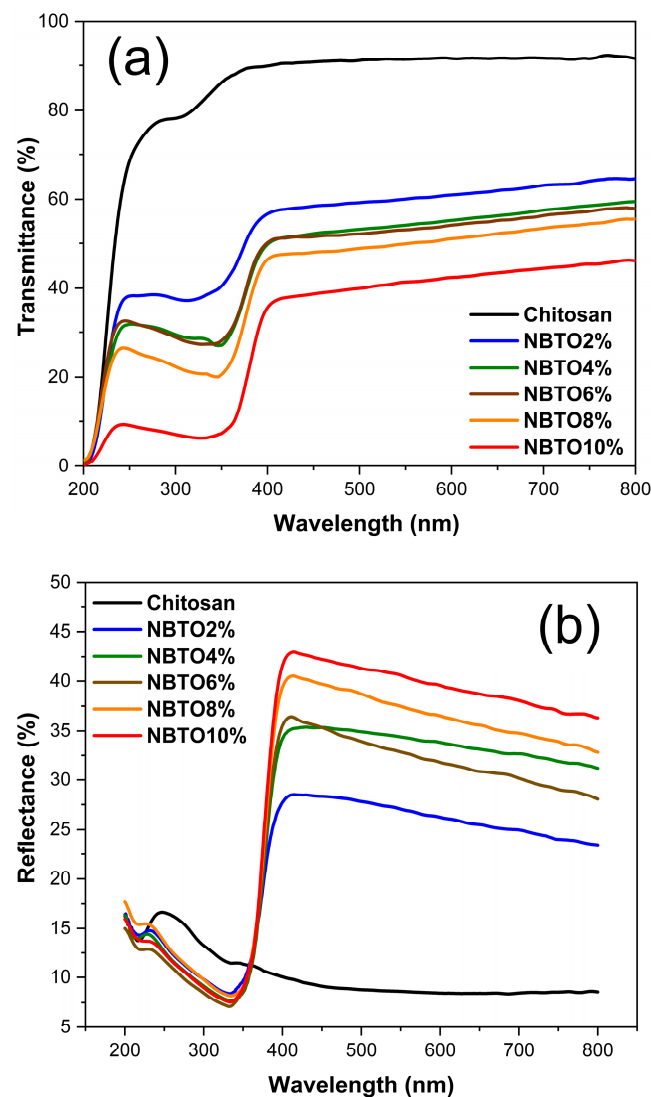 (a)
100
80
60
40
20
0
Transmittance (%)
Chitosan
NBTO2%
NBTO4%
NBTO6%
NBTO8%
NBTO10%
200 300 400 500 600 700 800
Wavelength (nm)
(b)
50
45
40
35
30
25
20
15
10
5
Reflectance (%)
Chitosan
NBTO2%
NBTO4%
NBTO6%
NBTO8%
NBTO10%
200 300 400 500 600 700 800
Wavelength (nm)